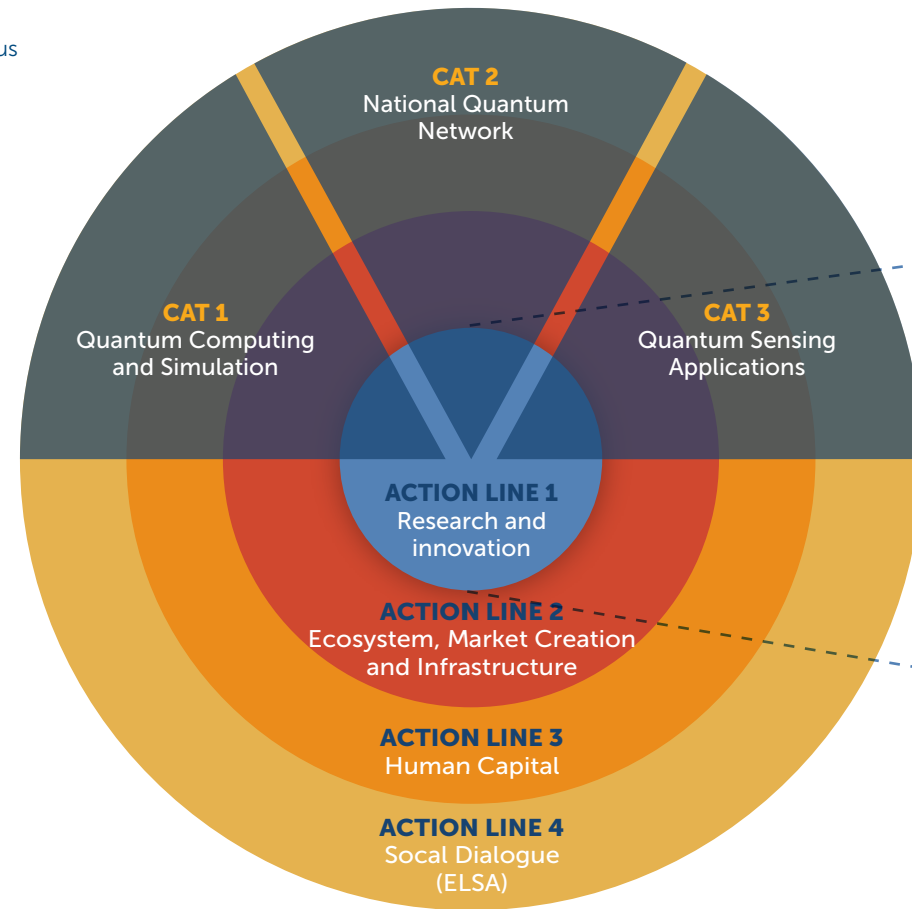 us
CAT 2
National Quantum
Network
CAT 1
Quantum Computing
and Simulation
CAT 3
Quantum Sensing
Applications
ACTION LINE 1
Research and
innovation
ACTION LINE 2
Ecosystem, Market Creation
and Infrastructure
ACTION LINE 3
Human Capital
ACTION LINE 4
Socal Dialogue
(ELSA)